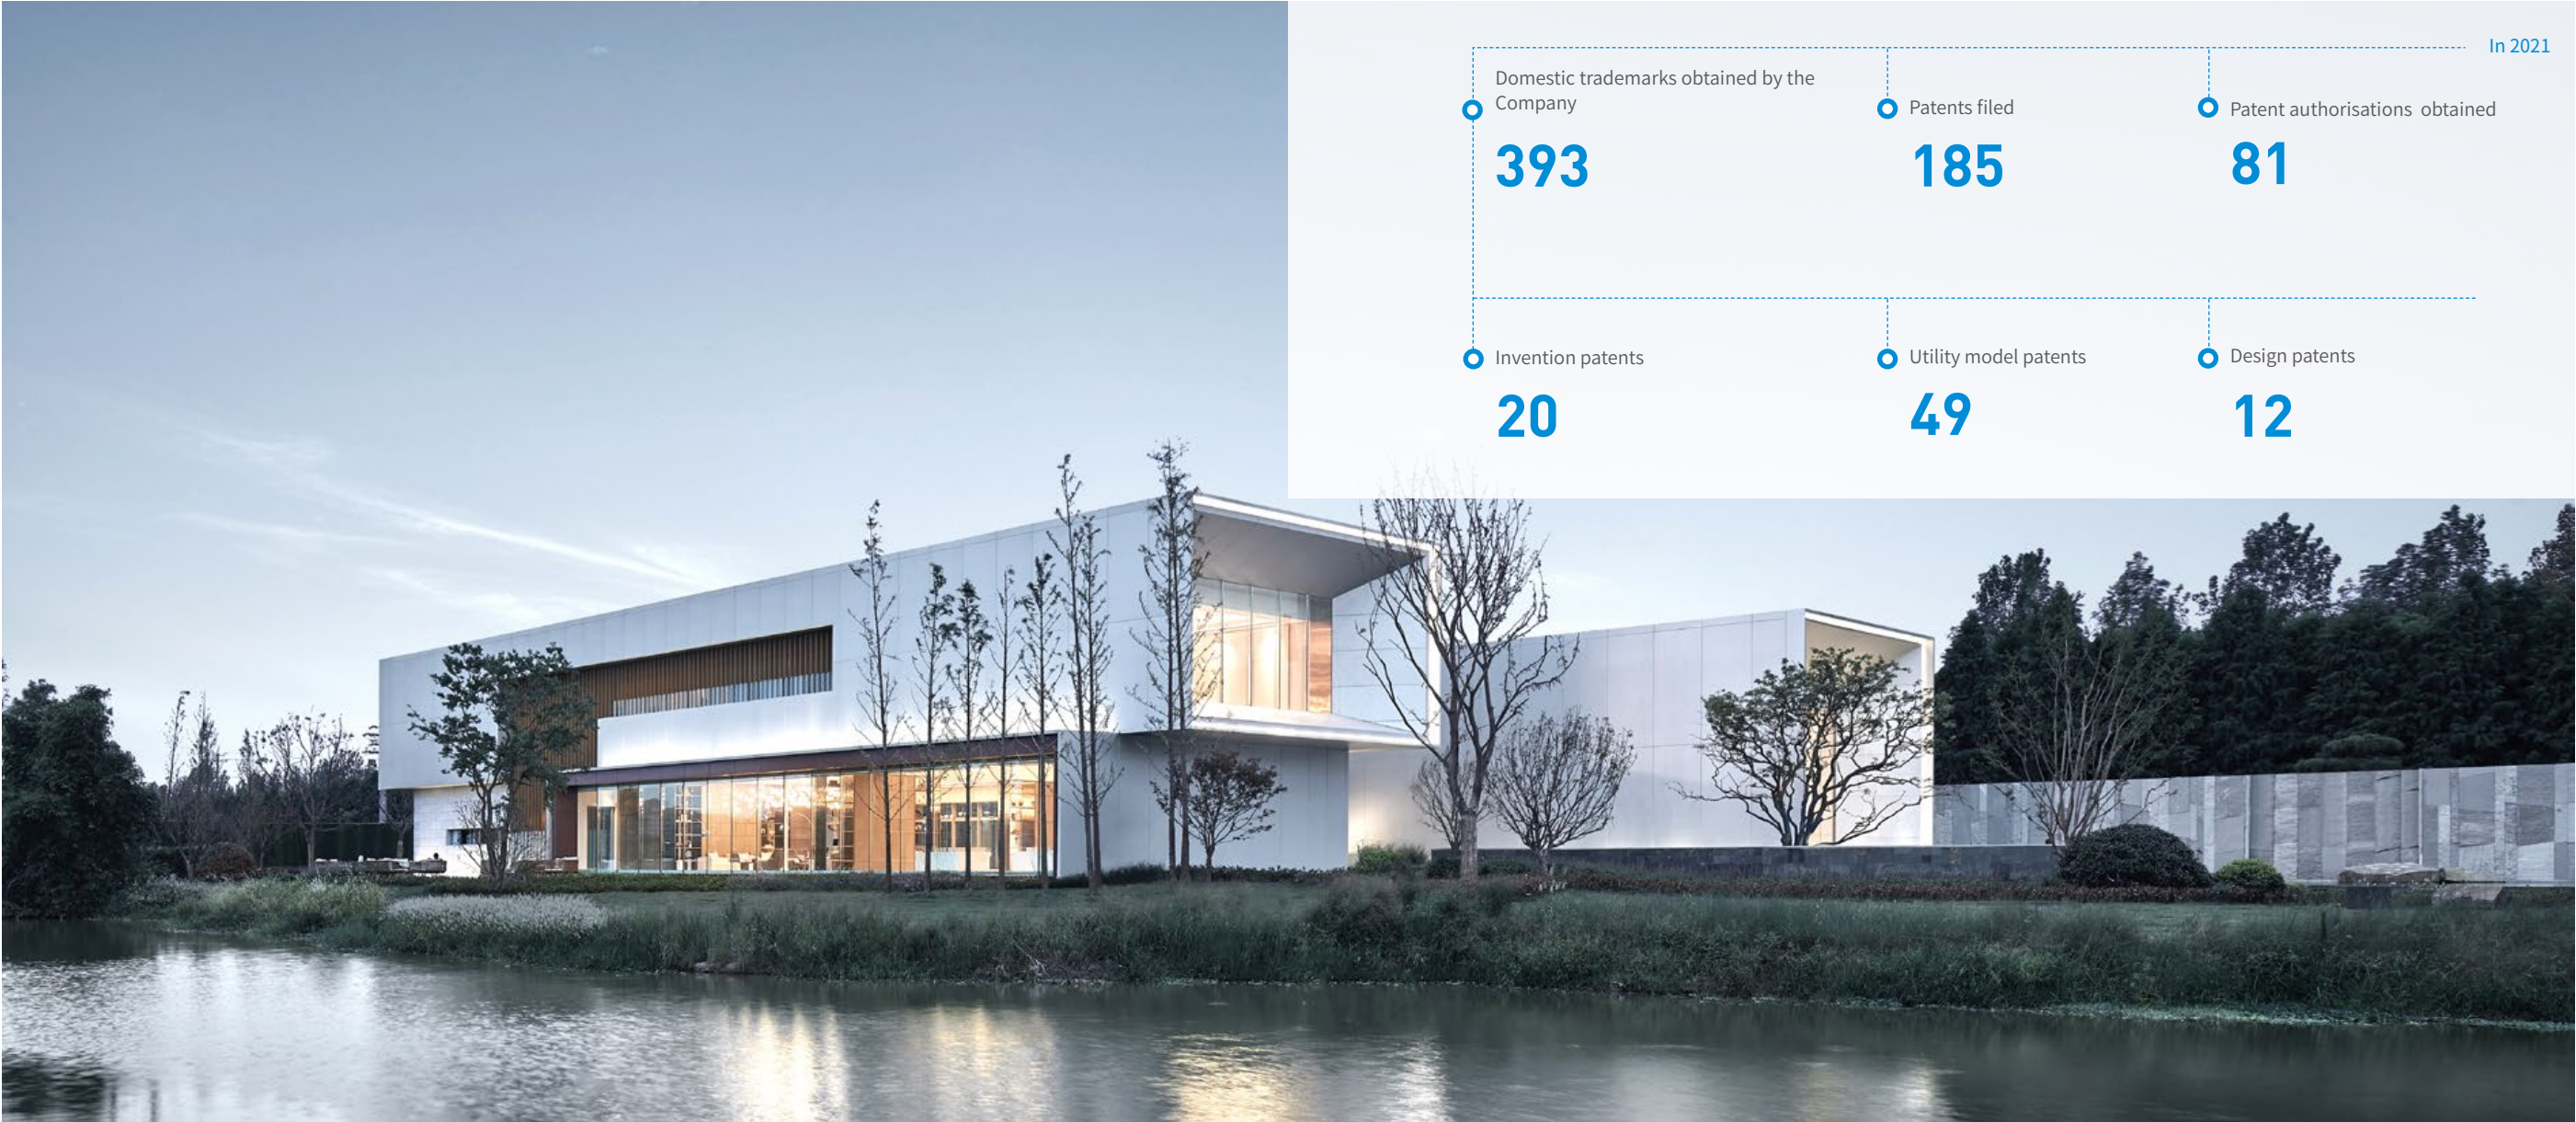 In 2021
Domestic trademarks obtained by the
Company
393
Patents filed
185
Patent authorisations obtained
81
Invention patents
20
Utility model patents
49
Design patents
12